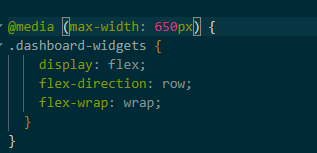 @media (max-width: 650px) {
.dashboard-widgets {
display: flex;
flex-direction: row;
flex-wrap: wrap;
}
}